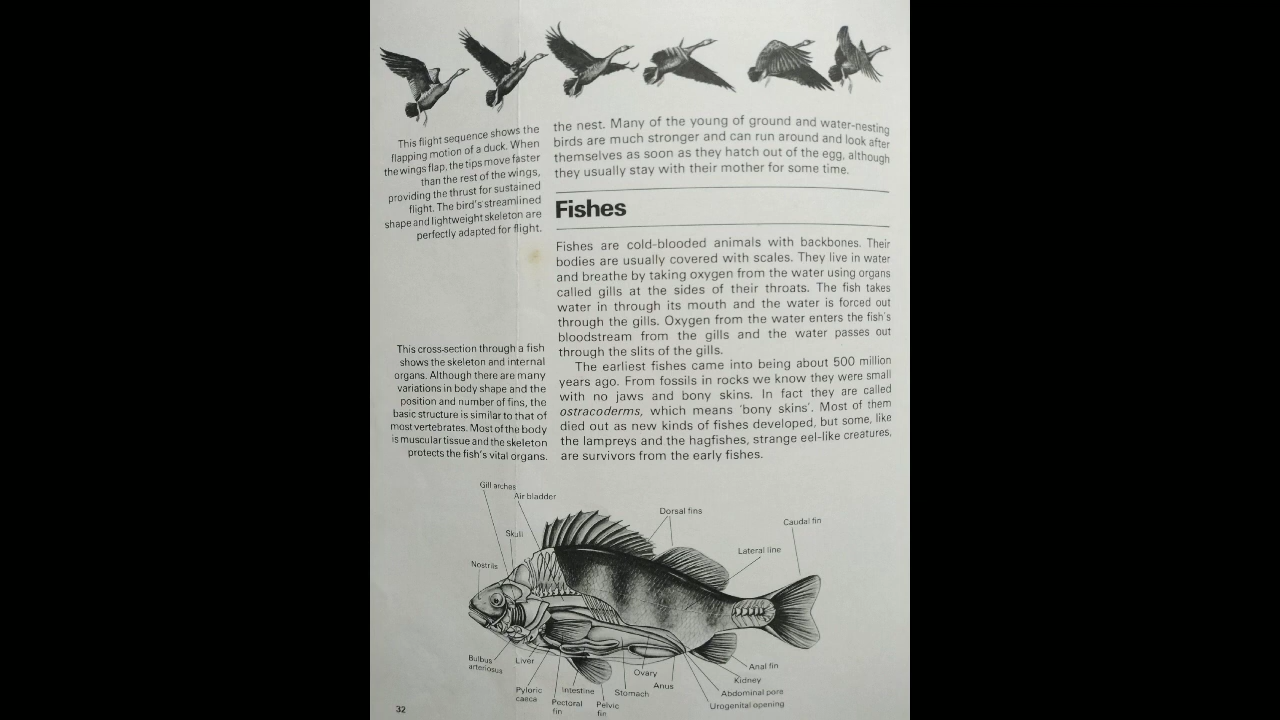 This flight sequence shows the
flapping motion of a duck. When
the wings flap, the tips move faster
than the rest of the wings,
providing the thrust for sustained
flight. The bird's streamlined
shape and lightweight skeleton are
perfectly adapted for flight.
the nest. Many of the young of ground and water-nesting
birds are much stronger and can run around and look after
themselves as soon as they hatch out of the egg, although
they usually stay with their mother for some time.
Fishes
Fishes are cold-blooded animals with backbones. Their
bodies are usually covered with scales. They live in water
and breathe by taking oxygen from the water using organs
called gills at the sides of their throats. The fish takes
water in through its mouth and the water is forced out
through the gills. Oxygen from the water enters the fish's
bloodstream from the gills and the water passes out
through the slits of the gills.
The earliest fishes came into being about 500 million
years ago. From fossils in rocks we know they were small
with no jaws and bony skins. In fact they are called
ostracoderms, which means 'bony skins'. Most of them
died out as new kinds of fishes developed, but some, like
the lampreys and the hagfishes, strange eel-like creatures,
are survivors from the early fishes.
This cross-section through a fish
shows the skeleton and internal
organs. Although there are many
variations in body shape and the
position and number of fins, the
basic structure is similar to that of
most vertebrates. Most of the body
is muscular tissue and the skeleton
protects the fish's vital organs.
Gill arches
Air bladder
Dorsal fins
Caudal fin
Skull
Lateral line
Nostrils
Bulbus
arteriosus
Liver
Pyloric
caeca
Intestine
Pectoral
fin
Pelvic
fin
Stomach
Ovary
Anus
Anal fin
Kidney
Abdominal pore
Urogenital opening
32